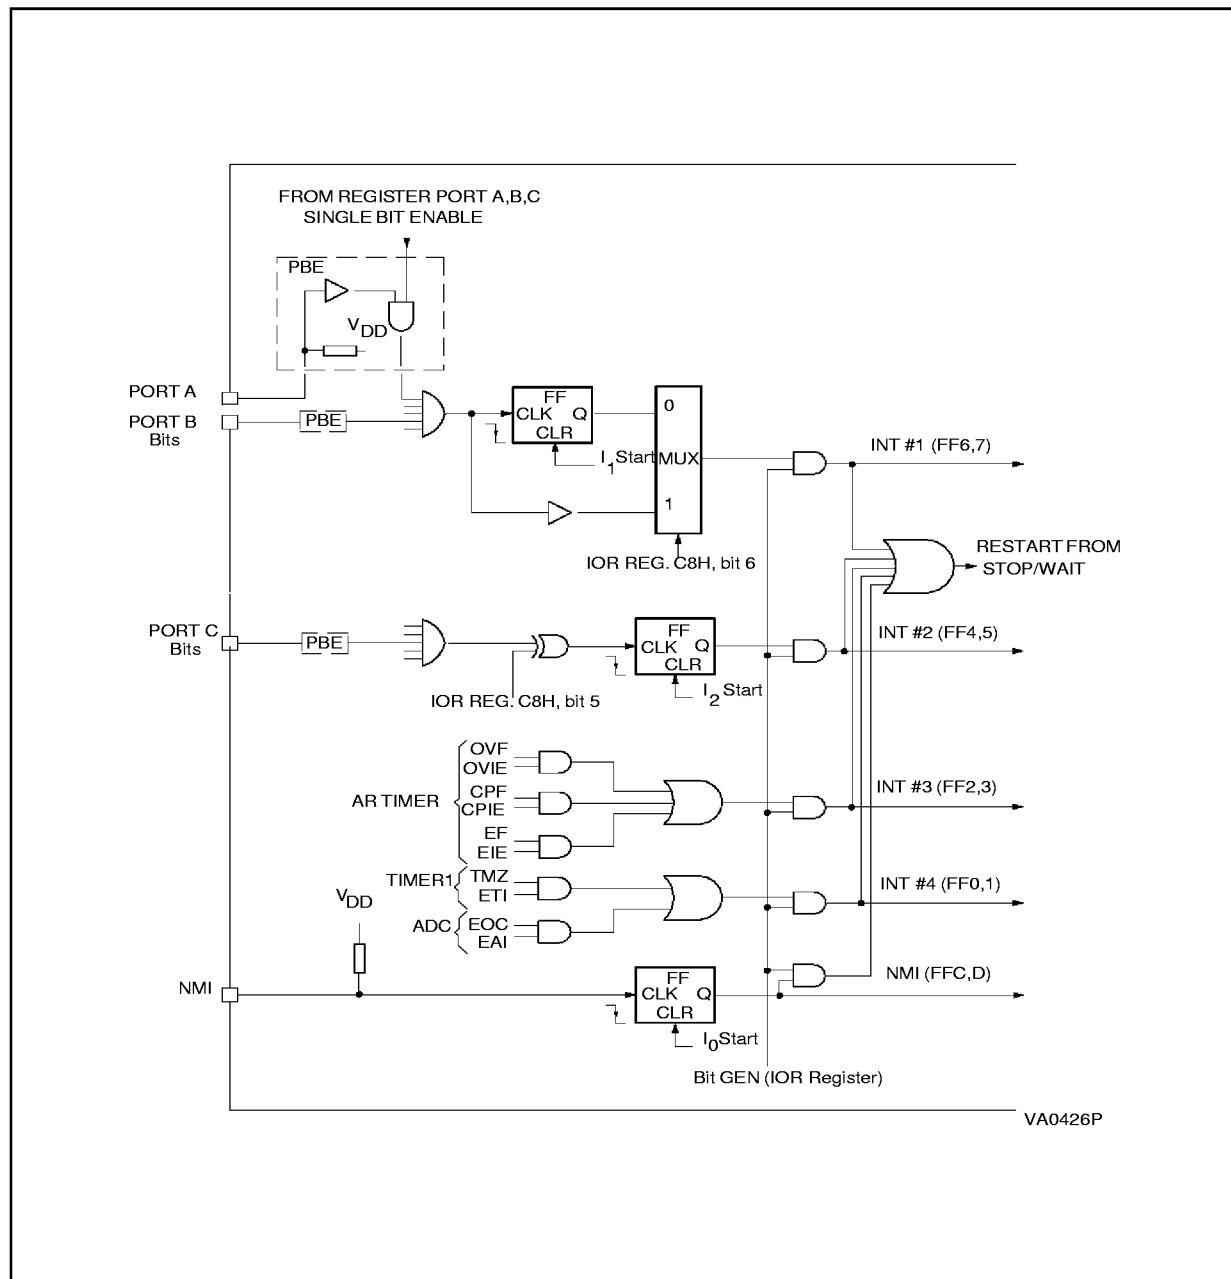 FROM REGISTER PORT A,B,C
SINGLE BIT ENABLE
PBE
VDD
PORT A
PORT B
Bits
PBE
FF
CLK Q
CLR
I1Start
0
MUX
1
IOR REG. C8H, bit 6
INT #1 (FF6,7)
RESTART FROM
STOP/WAIT
PORT C
Bits
PBE
IOR REG. C8H, bit 5
FF
CLK Q
CLR
I2Start
INT #2 (FF4,5)
AR TIMER
OVF
OVIE
CPF
CPIE
EF
EIE
INT #3 (FF2,3)
TIMER1
TMZ
ETI
ADC
EOC
EAI
INT #4 (FF0,1)
VDD
NMI
FF
CLK Q
CLR
I0Start
NMI (FFC,D)
Bit GEN (IOR Register)
VA0426P